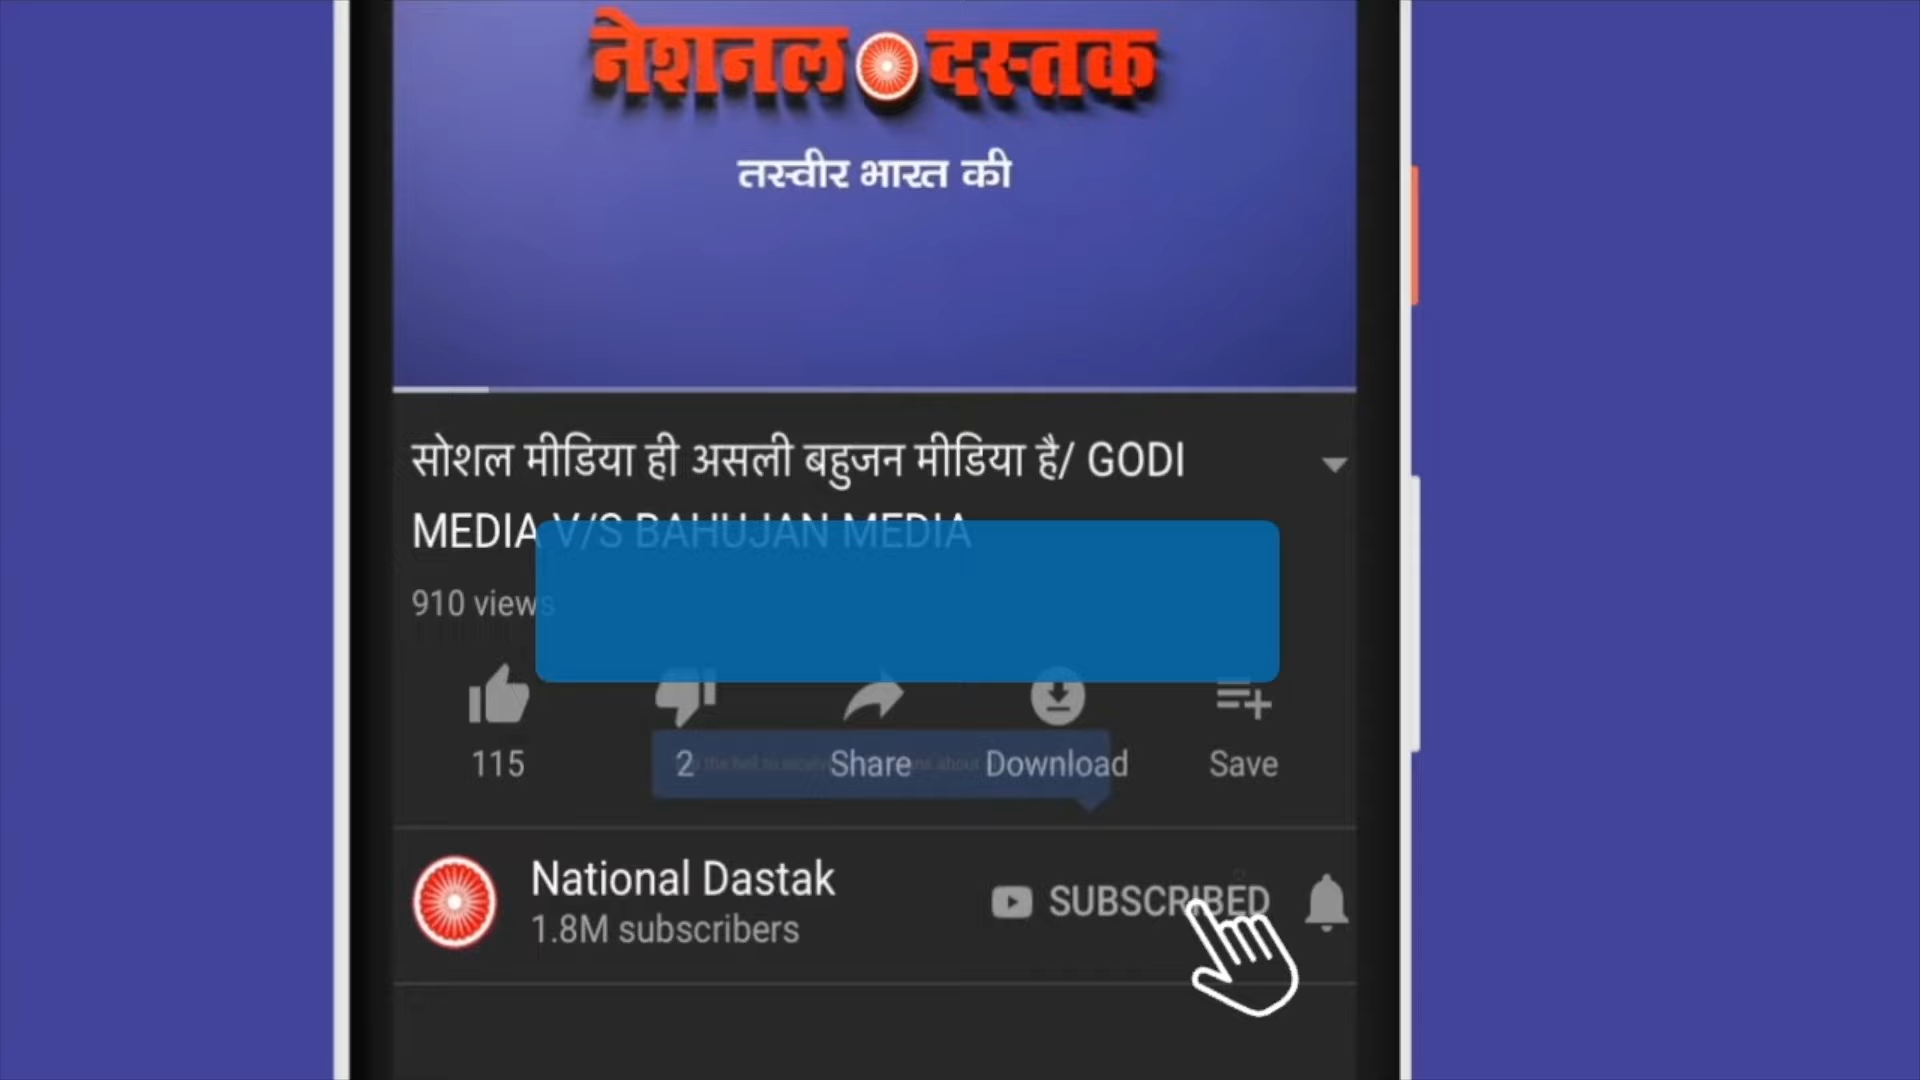 नेशनल दस्तक
तस्वीर भारत की
सोशल मीडिया ही असली बहुजन मीडिया है/ GODI
MEDIA V/S BAHUJAN MEDIA
910 views
115
2
Share
Download
Save
National Dastak
1.8M subscribers
SUBSCRIBED